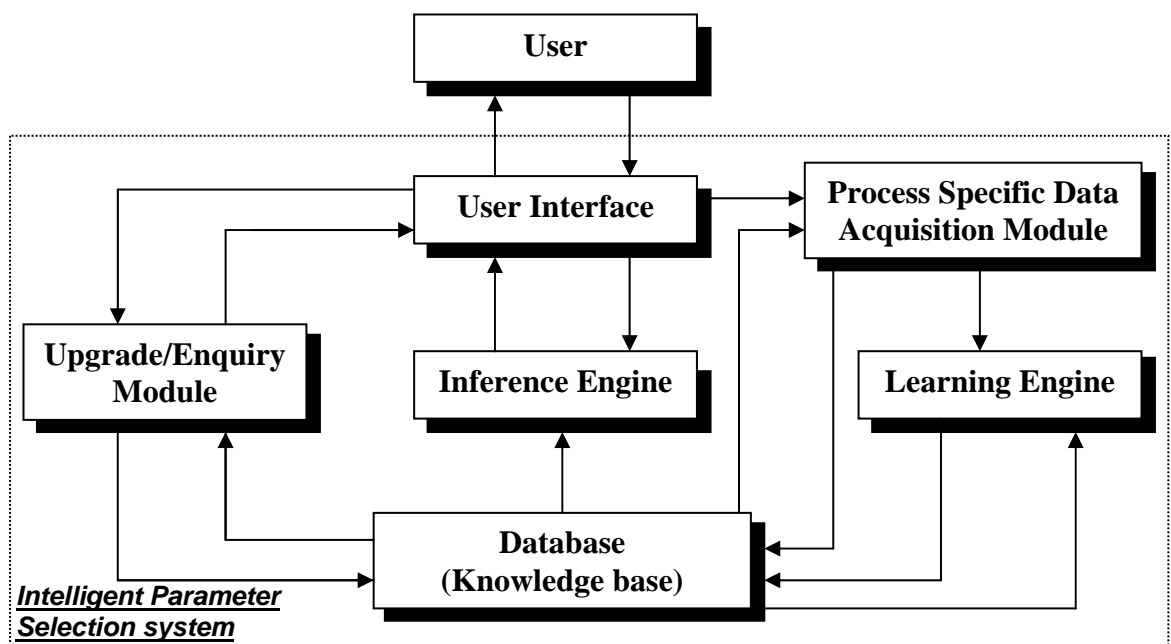 User
User Interface
Process Specific Data
Acquisition Module
Upgrade/Enquiry
Module
Inference Engine
Learning Engine
Database
(Knowledge base)
Intelligent Parameter
Selection system